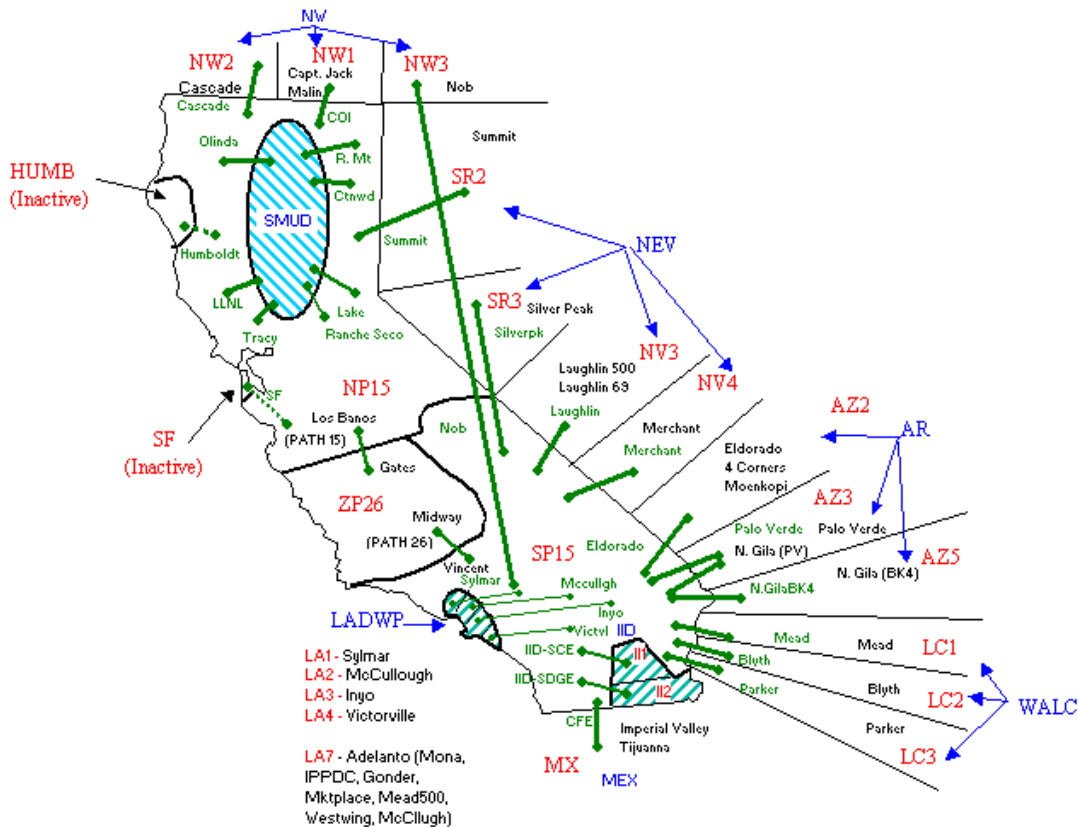 NW
NW2
NW1
NW3
Capt. Jack
Malin
Cascade
Nob
Cascade
COI
Olinda
R. Mt
Summit
HUMB
(Inactive)
Ctnwd
SR2
SMUD
Humboldt
Summit
NEV
LLNL
Lake
Ranche Seco
Tracy
SR3
Silver Peak
Silverpk
NV3
NV4
Laughlin 500
Laughlin 69
NP15
SF
Los Banos
(PATH 15)
Nob
Laughlin
AZ2
AR
SF
(Inactive)
Merchant
Merchant
Eldorado
4 Corners
Moenkopi
Gates
ZP26
AZ3
Midway
(PATH 26)
Palo Verde
Palo Verde
SP15
Eldorado
N. Gila (PV)
AZ5
Vincent
Sylmar
Mccullgh
N. Gila (BK4)
N.GilaBK4
Inyo
LADWP
Victvl
IID
Mead
Mead
LC1
LA1- Sylmar
LA2 - McCullough
LA3 - Inyo
LA4 - Victorville
IID-SCE
II1
Blyth
Blyth
LC2
WALC
IID-SDGE
II2
Parker
Parker
LC3
CFE
Imperial Valley
Tijuanna
MX
MEX
LA7 - Adelanto (Mona,
IPPDC, Gonder,
Mktplace, Mead500,
Westwing, McCllugh)